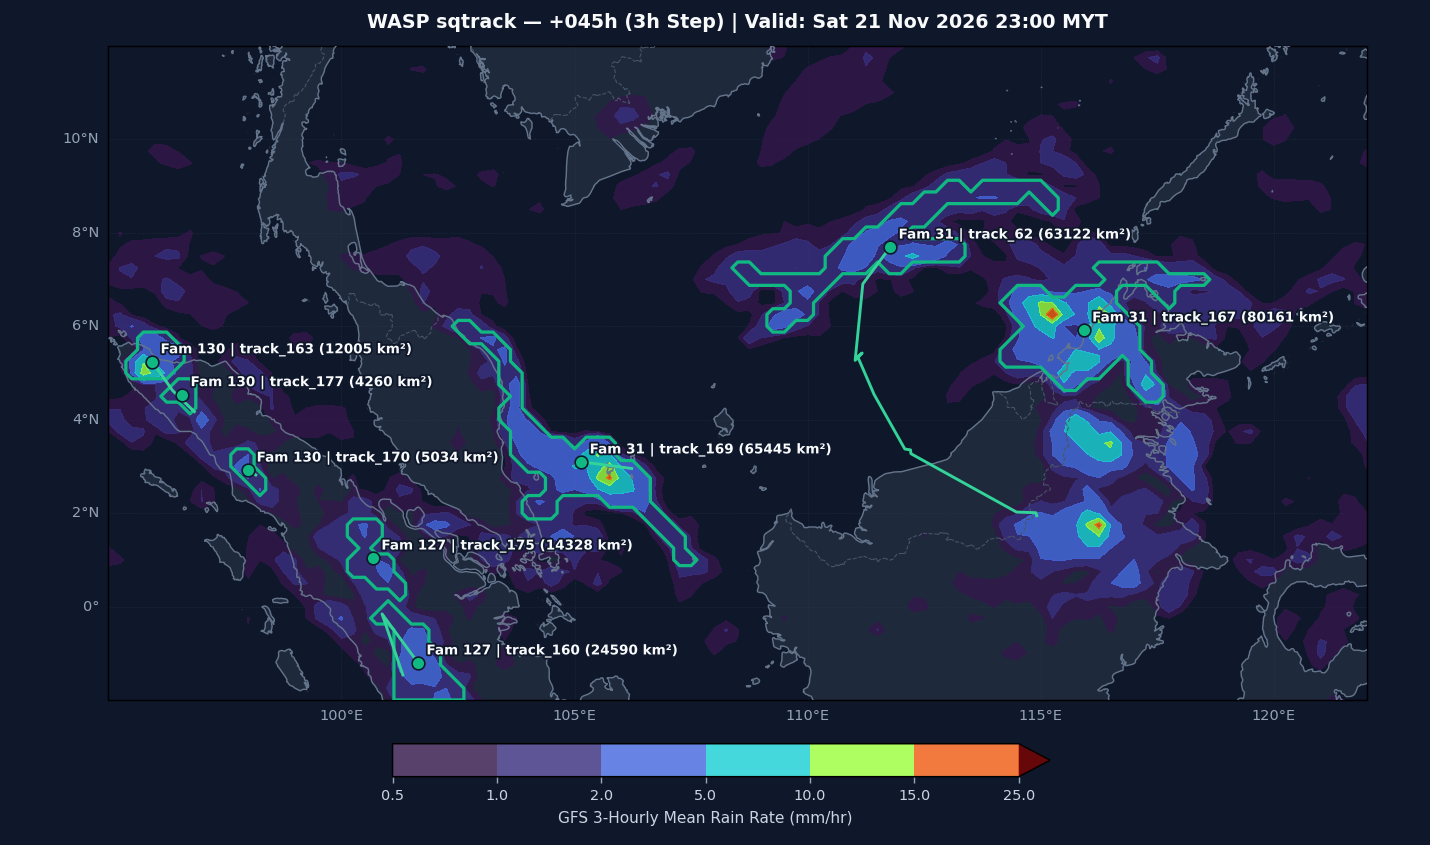 WASP sqtrack — +045h (3h Step) | Valid: Sat 21 Nov 2026 23:00 MYT
10°N
8°N
6°N
4°N
2°N
0°
Fam 31 | track_62 (63122 km²)
Fam 31 | track_167 (80161 km²)
Fam 130 | track_163 (12005 km²)
Fam 130 | track_177 (4260 km²)
Fam 31 | track_169 (65445 km²)
Fam 130 | track_170 (5034 km²)
Fam 127 | track_175 (14328 km²)
Fam 127 | track_160 (24590 km²)
100°E 105°E 110°E 115°E 120°E
0.5 1.0 2.0 5.0 10.0 15.0 25.0
GFS 3-Hourly Mean Rain Rate (mm/hr)